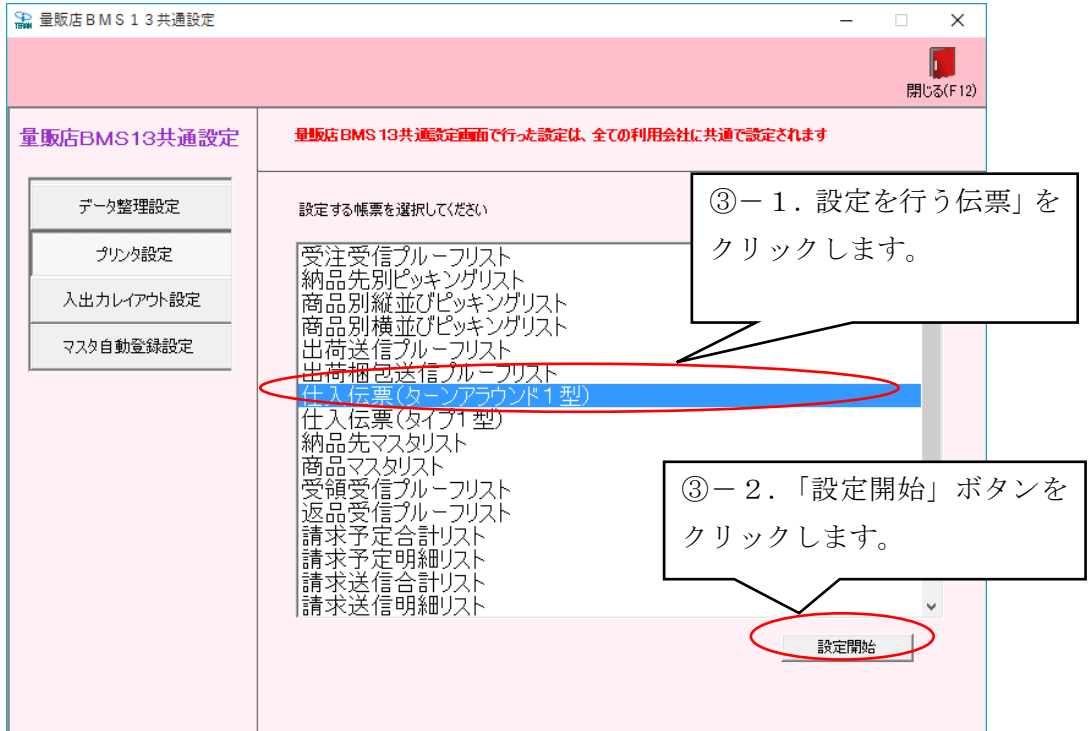 TERAN 量販店BMS13共通設定
閉じる(F12)
量販店BMS13共通設定
量販店BMS13共通設定画面で行った設定は、全ての利用会社に共通で設定されます
データ整理設定
プリンタ設定
入出力レイアウト設定
マスタ自動登録設定
設定する帳票を選択してください
③-1.設定を行う伝票」を
クリックします。
受注受信プルーフリスト
納品先別ピッキングリスト
商品別縦並びピッキングリスト
商品別横並びピッキングリスト
出荷送信プルーフリスト
出荷梱包送信プルーフリスト
仕入伝票(ターンアラウンド1型)
仕入伝票(タイプ1型)
納品先マスタリスト
商品マスタリスト
受領受信プルーフリスト
返品受信プルーフリスト
請求予定合計リスト
請求予定明細リスト
請求送信合計リスト
請求送信明細リスト
③-2.「設定開始」ボタンを
クリックします。
設定開始